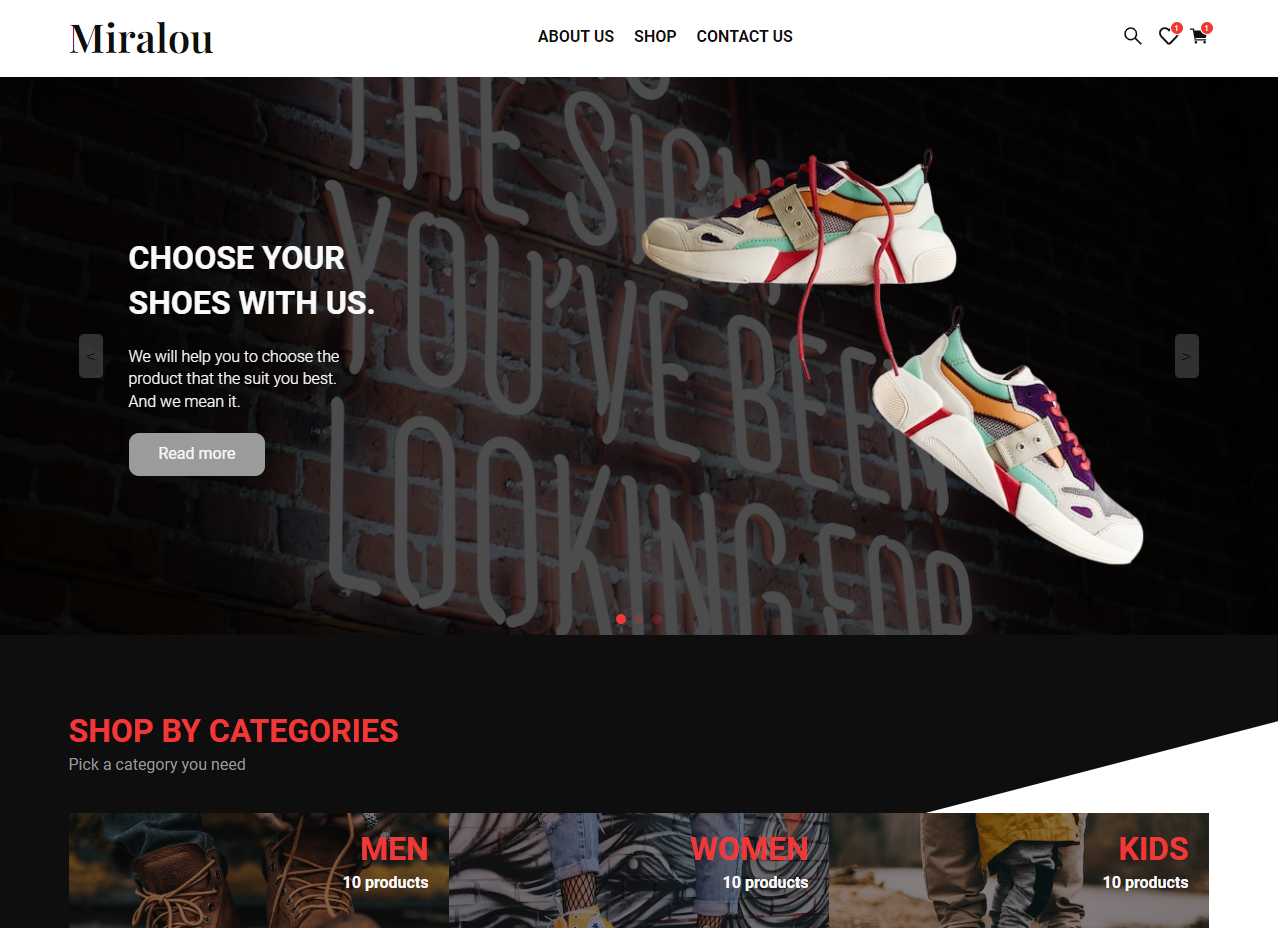 Miralou
ABOUT US SHOP CONTACT US
1 1
THE SIGN
YOU'VE BEEN
LOOKING FOR
CHOOSE YOUR
SHOES WITH US.
We will help you to choose the
product that the suit you best.
And we mean it.
Read more
<
>
SHOP BY CATEGORIES
Pick a category you need
MEN
10 products
WOMEN
10 products
KIDS
10 products